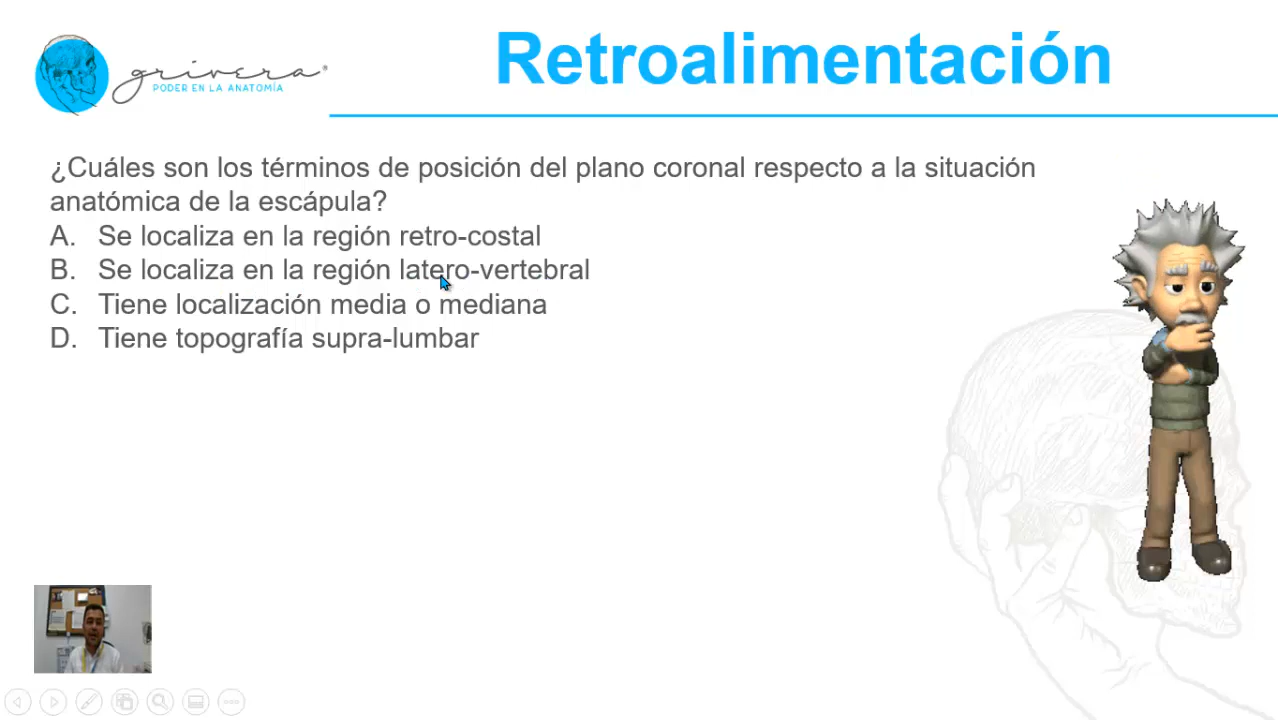 grivera®
PODER EN LA ANATOMÍA
Retroalimentación
¿Cuáles son los términos de posición del plano coronal respecto a la situación
anatómica de la escápula?
A. Se localiza en la región retro-costal
B. Se localiza en la región latero-vertebral
C. Tiene localización media o mediana
D. Tiene topografía supra-lumbar